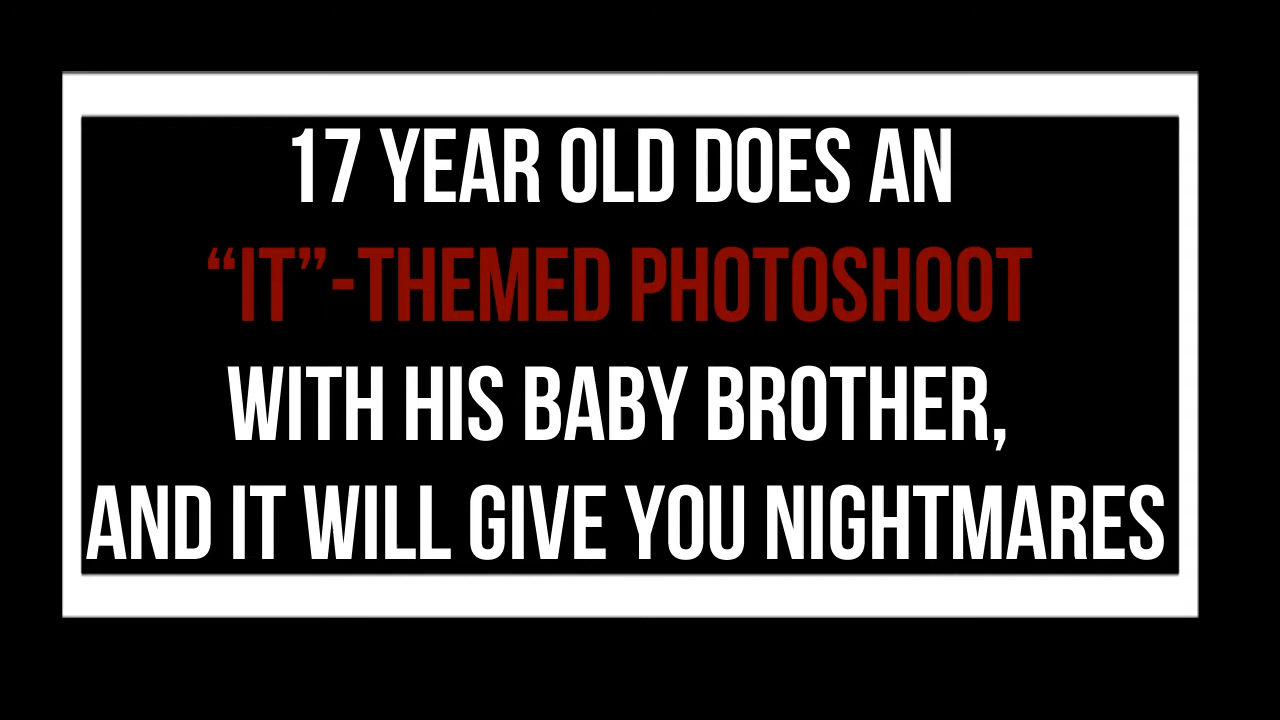 17 YEAR OLD DOES AN
“IT”-THEMED PHOTOSHOOT
WITH HIS BABY BROTHER,
AND IT WILL GIVE YOU NIGHTMARES